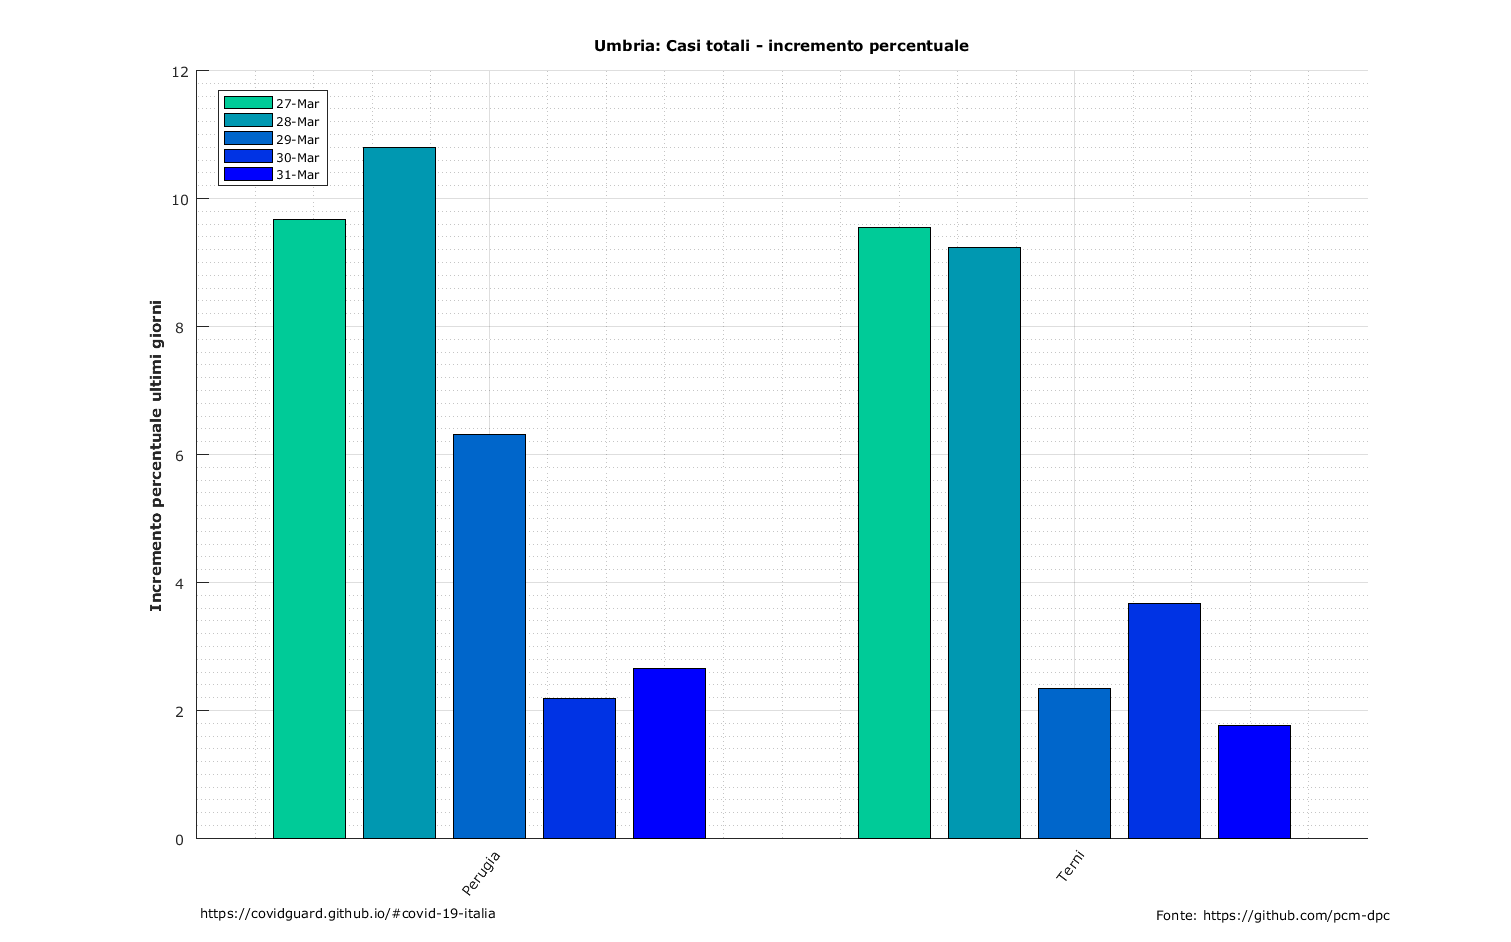 Umbria: Casi totali - incremento percentuale
12
10
8
6
4
2
0
Incremento percentuale ultimi giorni
27-Mar
28-Mar
29-Mar
30-Mar
31-Mar
Perugia
Terni
https://covidguard.github.io/#covid-19-italia
Fonte: https://github.com/pcm-dpc